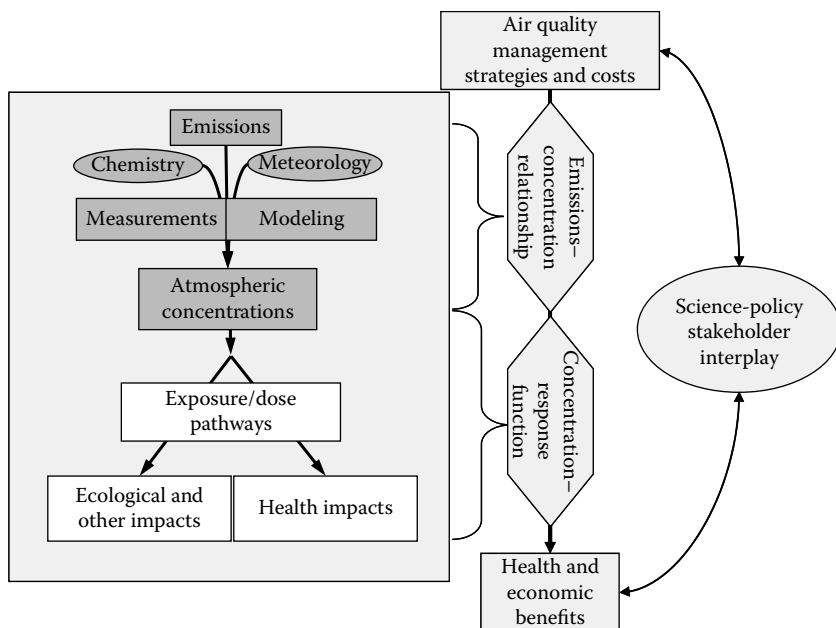 Air quality
management
strategies and costs
Emissions
Chemistry
Meteorology
Measurements
Modeling
Atmospheric
concentrations
Exposure/dose
pathways
Ecological and
other impacts
Health impacts
Emissions–
concentration
relationship
Concentration–
response
function
Health and
economic
benefits
Science-policy
stakeholder
interplay